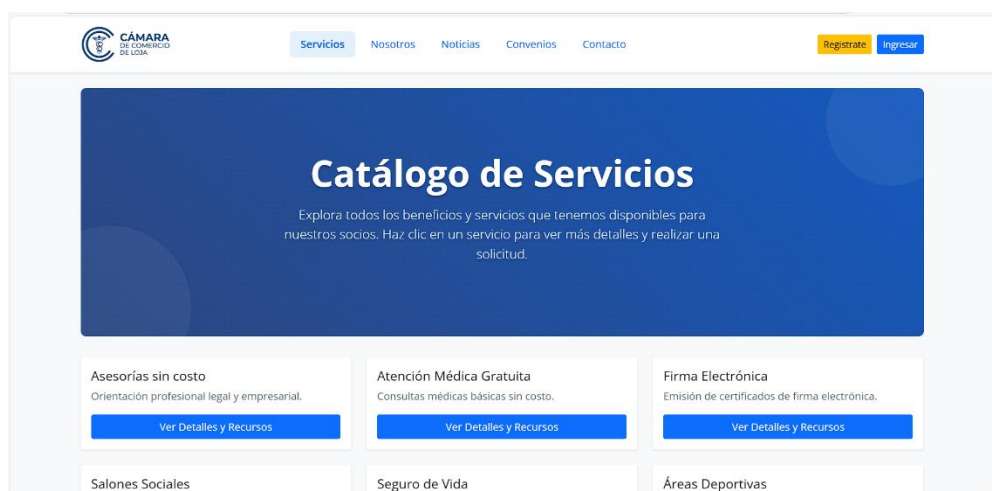 CÁMARA
DE COMERCIO
DE LOJA
Servicios
Nosotros
Noticias
Convenios
Contacto
Registrate
Ingresar
Catálogo de Servicios
Explora todos los beneficios y servicios que tenemos disponibles para
nuestros socios. Haz clic en un servicio para ver más detalles y realizar una
solicitud.
Asesorías sin costo
Orientación profesional legal y empresarial.
Ver Detalles y Recursos
Atención Médica Gratuita
Consultas médicas básicas sin costo.
Ver Detalles y Recursos
Firma Electrónica
Emisión de certificados de firma electrónica.
Ver Detalles y Recursos
Salones Sociales
Seguro de Vida
Áreas Deportivas